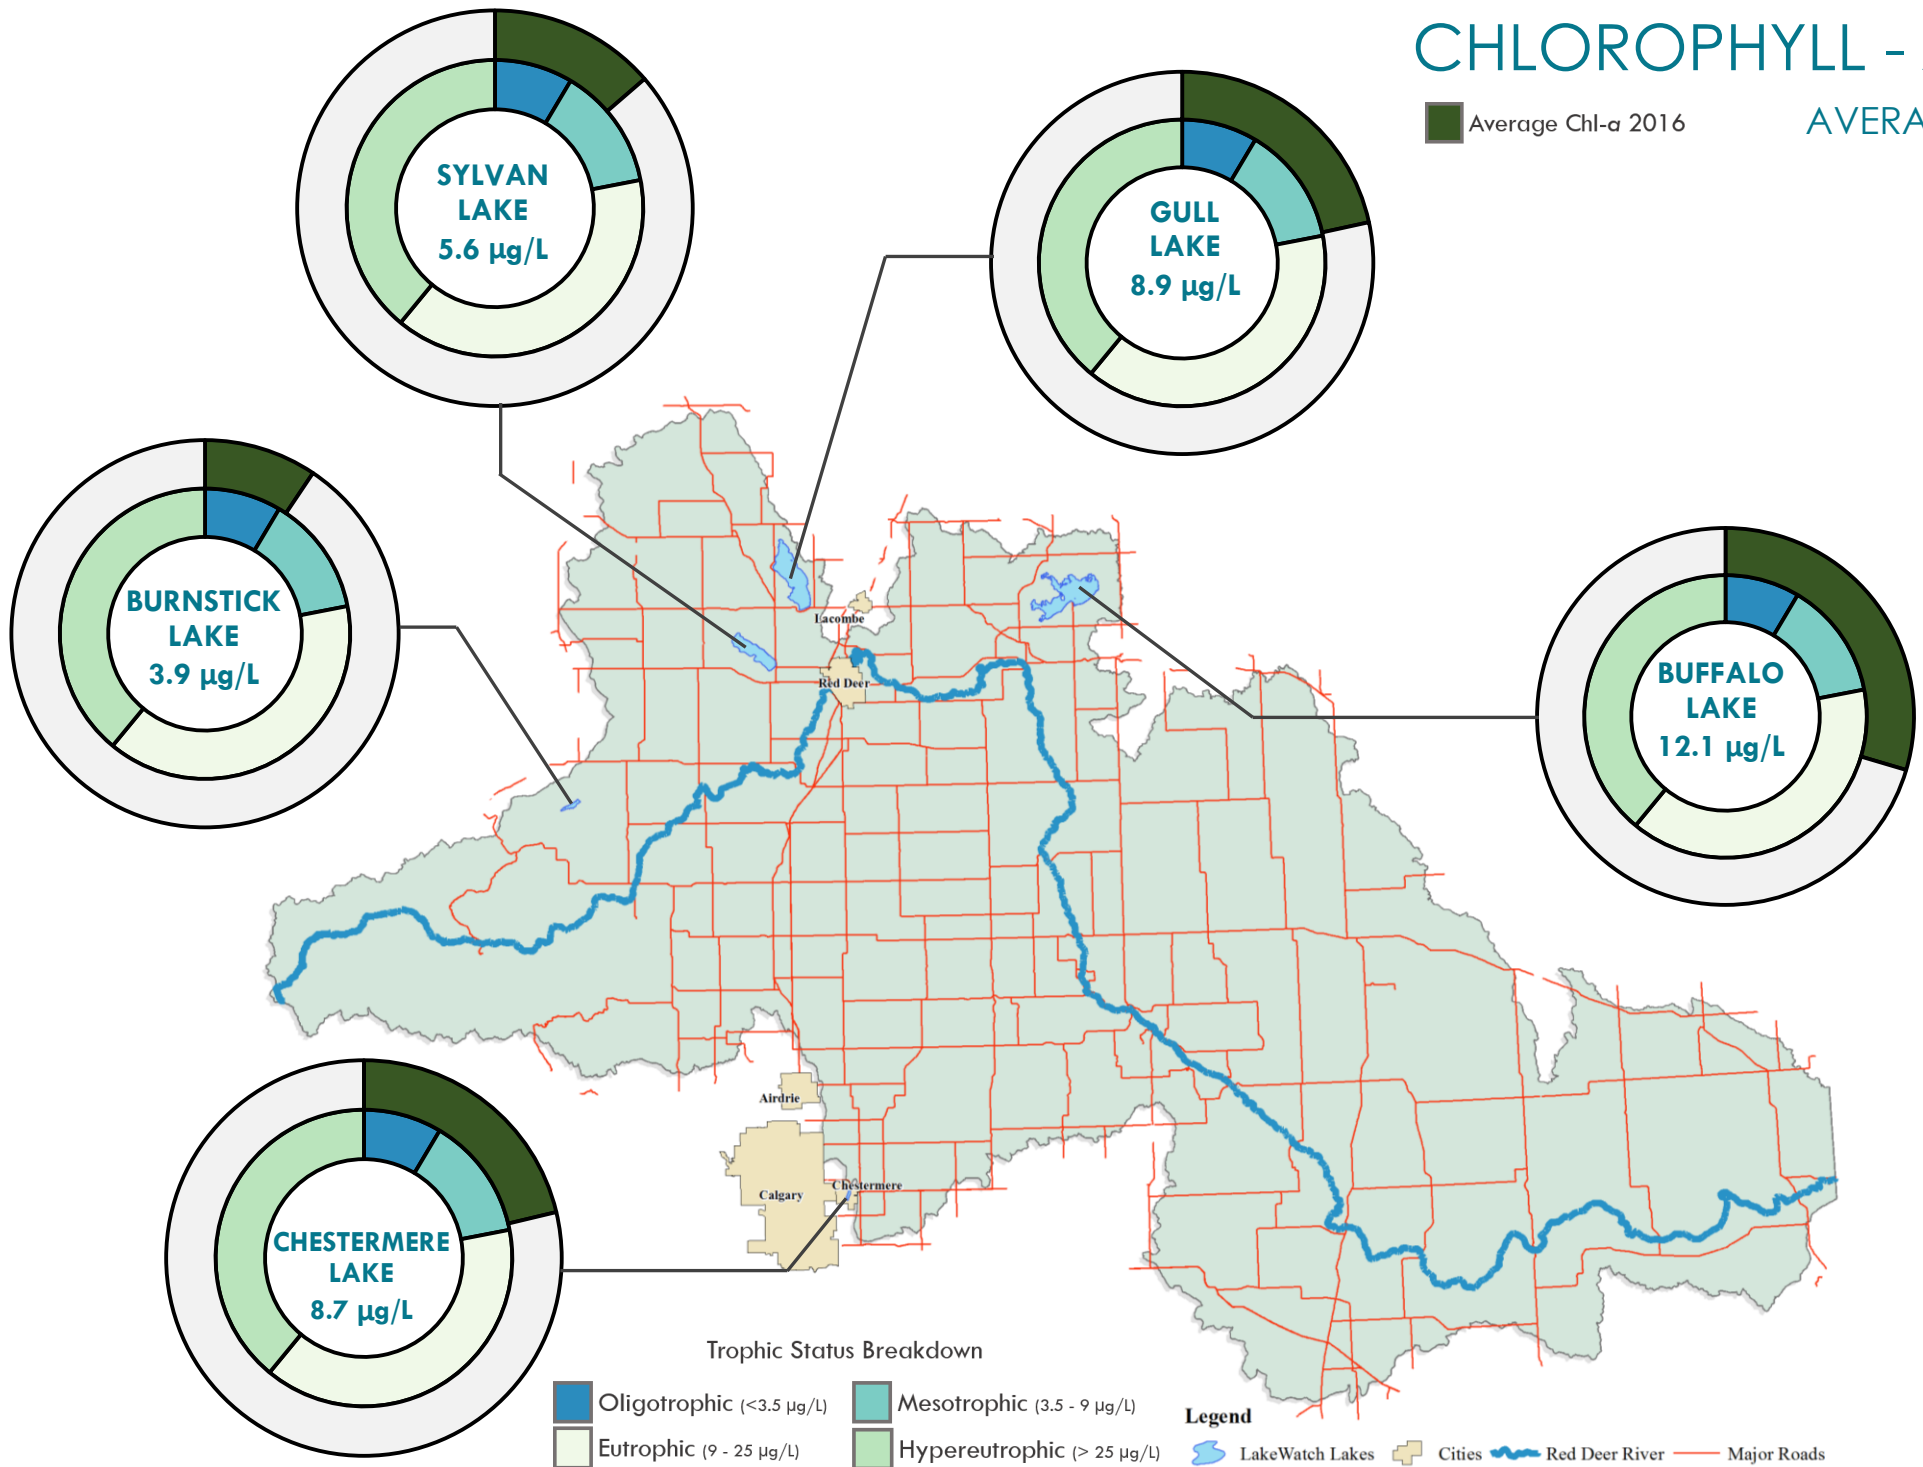 CHLOROPHYLL -
Average Chl-a 2016
AVERA
SYLVAN
LAKE
5.6 µg/L
GULL
LAKE
8.9 µg/L
BURNSTICK
LAKE
3.9 µg/L
BUFFALO
LAKE
12.1 µg/L
CHESTERMERE
LAKE
8.7 µg/L
Lacombe
Red Deer
Airdrie
Calgary
Chestermere
Trophic Status Breakdown
Oligotrophic (<3.5 µg/L)
Mesotrophic (3.5 - 9 µg/L)
Eutrophic (9 - 25 µg/L)
Hypereutrophic (> 25 µg/L)
Legend
LakeWatch Lakes
Cities
Red Deer River
Major Roads